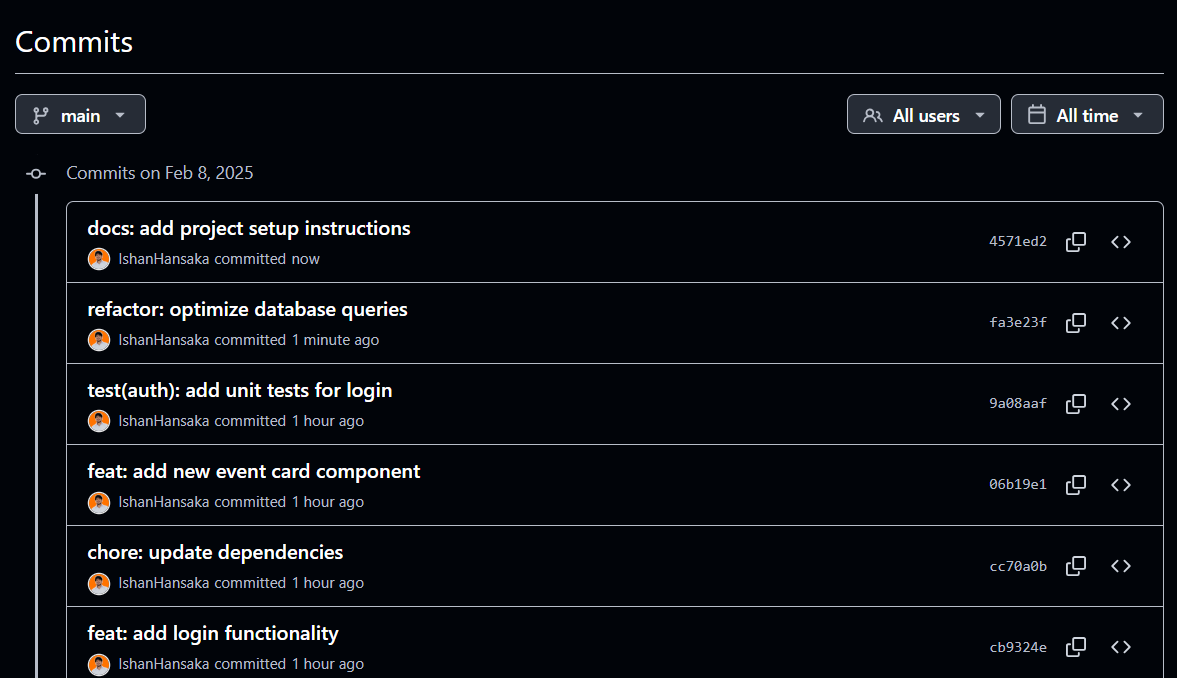 Commits
main
All users
All time
Commits on Feb 8, 2025
docs: add project setup instructions
IshanHansaka committed now
4571ed2
refactor: optimize database queries
IshanHansaka committed 1 minute ago
fa3e23f
test(auth): add unit tests for login
IshanHansaka committed 1 hour ago
9a08aaf
feat: add new event card component
IshanHansaka committed 1 hour ago
06b19e1
chore: update dependencies
IshanHansaka committed 1 hour ago
cc70a0b
feat: add login functionality
IshanHansaka committed 1 hour ago
cb9324e